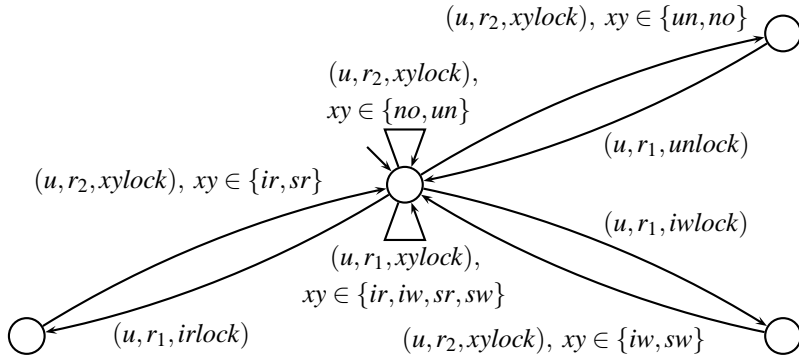 (u, r₂, xylock), xy ∈ {un, no}
(u, r₂, xylock),
xy ∈ {no, un}
(u, r₁, unlock)
(u, r₂, xylock), xy ∈ {ir, sr}
(u, r₁, iwlock)
(u, r₁, xylock),
xy ∈ {ir, iw, sr, sw}
(u, r₁, irlock)
(u, r₂, xylock), xy ∈ {iw, sw}